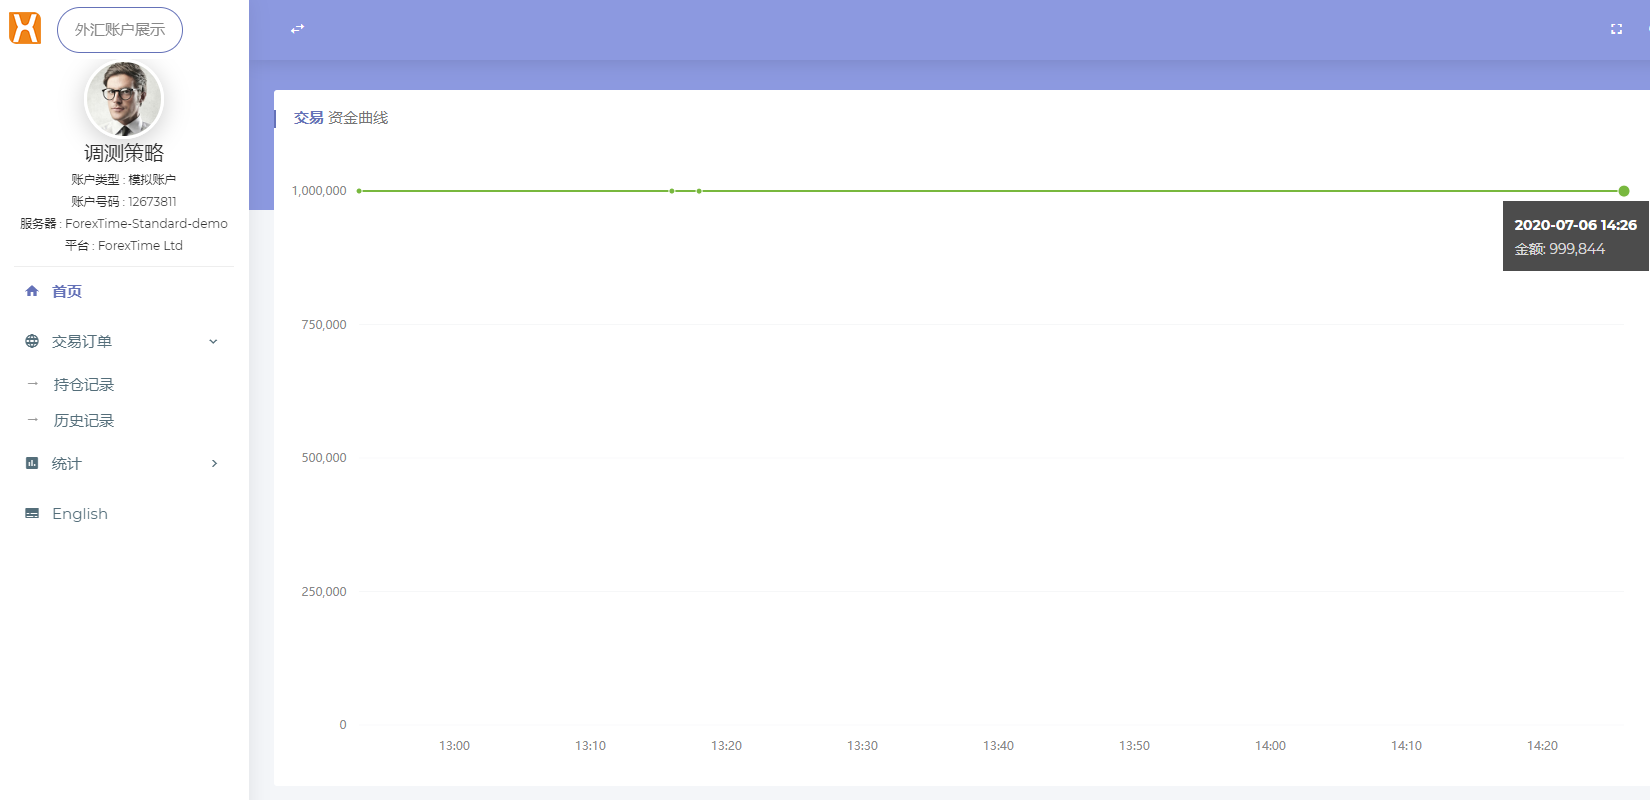 外汇账户展示
调测策略
账户类型 : 模拟账户
账户号码 : 12673811
服务器 : ForexTime-Standard-demo
平台 : ForexTime Ltd
首页
交易订单
持仓记录
历史记录
统计
English
交易 资金曲线
1,000,000
750,000
500,000
250,000
0
2020-07-06 14:26
金额: 999,844
13:00 13:10 13:20 13:30 13:40 13:50 14:00 14:10 14:20